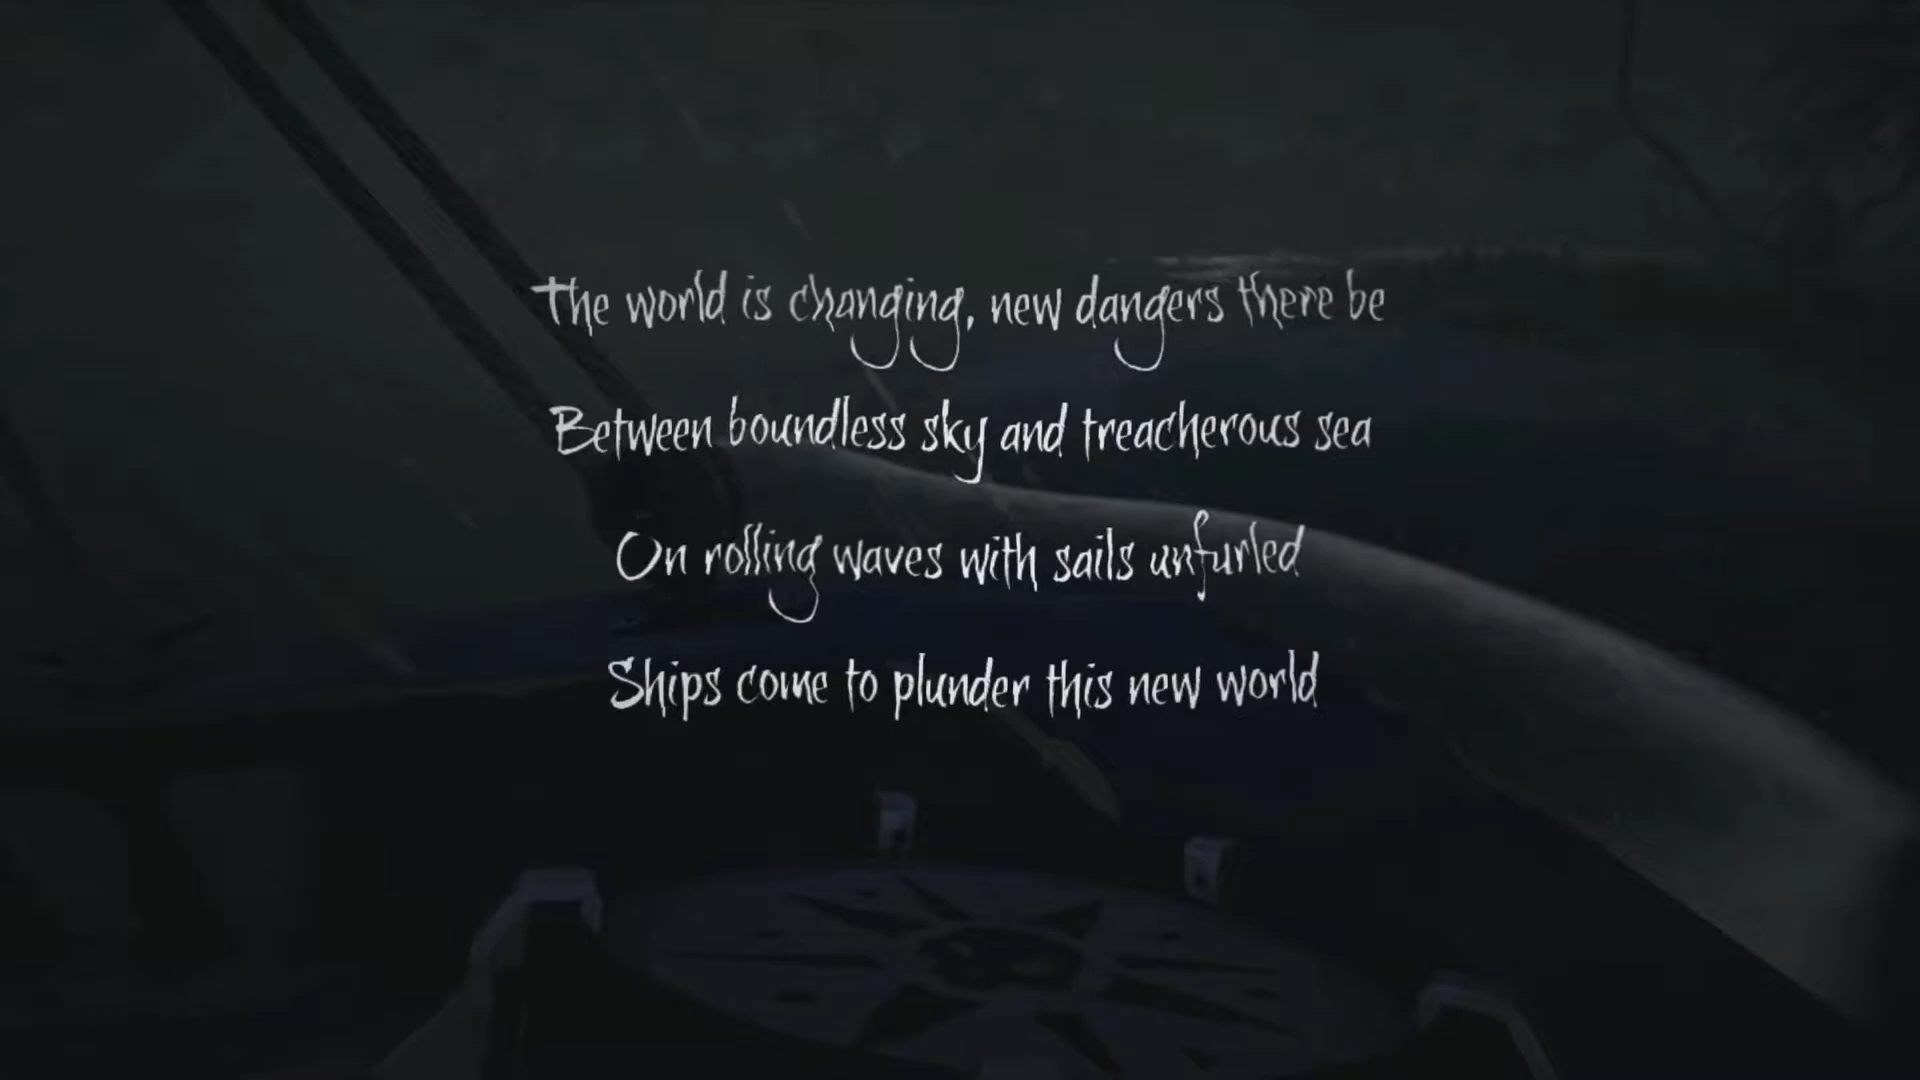 The world is changing, new dangers there be
Between boundless sky and treacherous sea
On rolling waves with sails unfurled
Ships come to plunder this new world